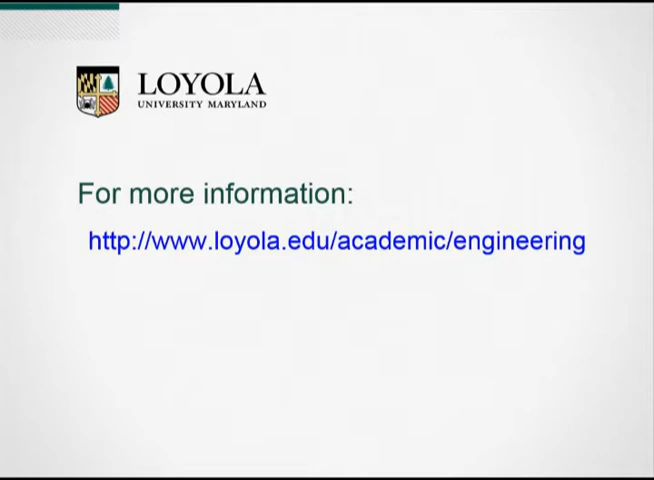 LOYOLA
UNIVERSITY MARYLAND
For more information:
http://www.loyola.edu/academic/engineering